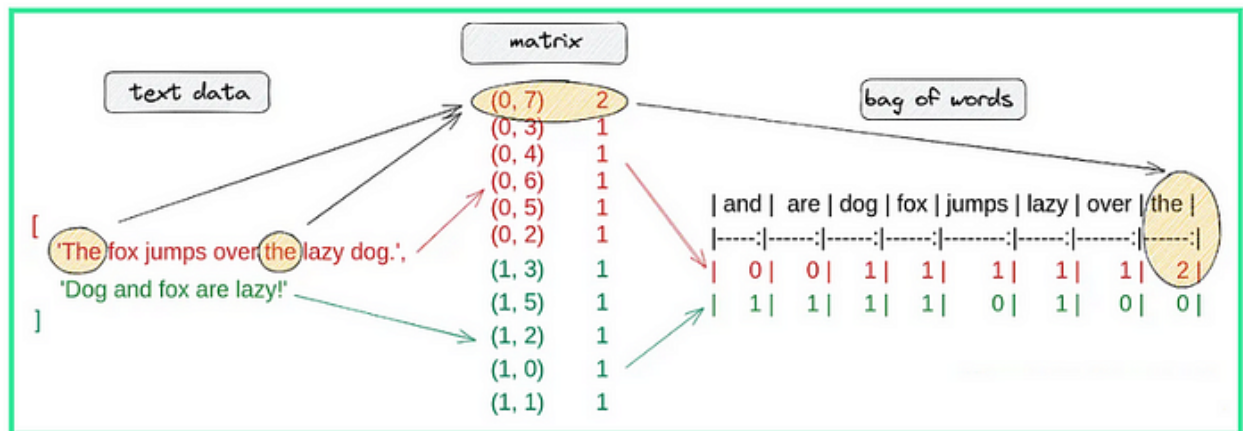 matrix
text data
bag of words
[
'The fox jumps over the lazy dog.',
'Dog and fox are lazy!'
]
(0, 7) 2
(0, 3) 1
(0, 4) 1
(0, 6) 1
(0, 5) 1
(0, 2) 1
(1, 3) 1
(1, 5) 1
(1, 2) 1
(1, 0) 1
(1, 1) 1
| and | are | dog | fox | jumps | lazy | over | the |
|-----:|------:|------:|-----:|--------:|------:|-------:|------:|
| 0| 0| 1| 1| 1| 1| 1| 2|
| 1| 1| 1| 1| 0| 1| 0| 0|